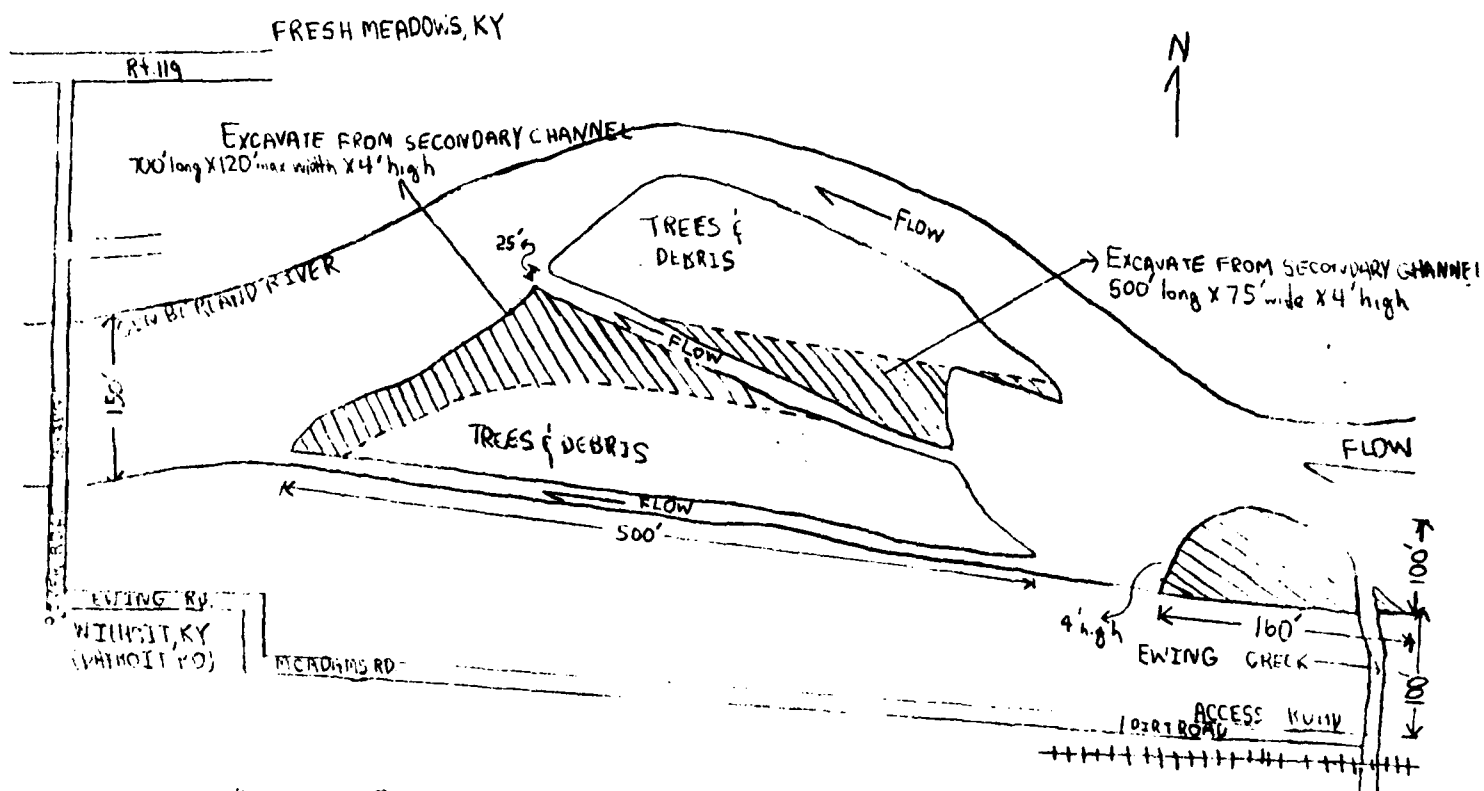 FRESH MEADOWS, KY
Rt. 119
N
EXCAVATE FROM SECONDARY CHANNEL
700' long X 120' max width X 4' high
25'
TREES &
DEBRIS
FLOW
EXCAVATE FROM SECONDARY CHANNEL
500' long X 75' wide X 4' high
RIVER
FLOW
150'
TREES & DEBRIS
FLOW
FLOW
500'
100'
4' high
160'
EWING CREEK
100'
EWING RD.
KY
MCADAMS RD
ACCESS
DIRT ROAD